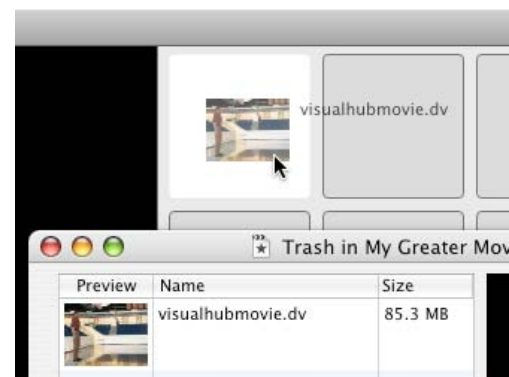 visualhubmovie.dv
Trash in My Greater Mov
Preview Name Size
visualhubmovie.dv 85.3 MB